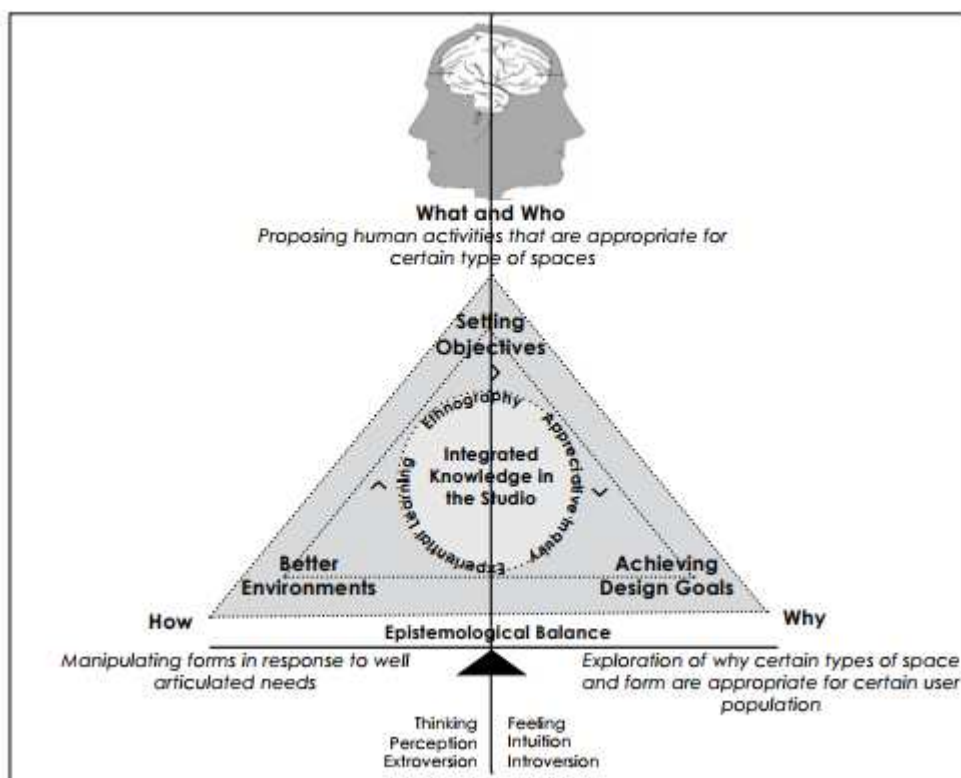 What and Who
Proposing human activities that are appropriate for
certain type of spaces
Setting
Objectives
Ethnography
Appreciative Inquiry
Experiential Learning
Integrated
Knowledge in
the Studio
Better
Environments
Achieving
Design Goals
How
Why
Epistemological Balance
Manipulating forms in response to well
articulated needs
Exploration of why certain types of space
and form are appropriate for certain user
population
Thinking
Perception
Extroversion
Feeling
Intuition
Introversion